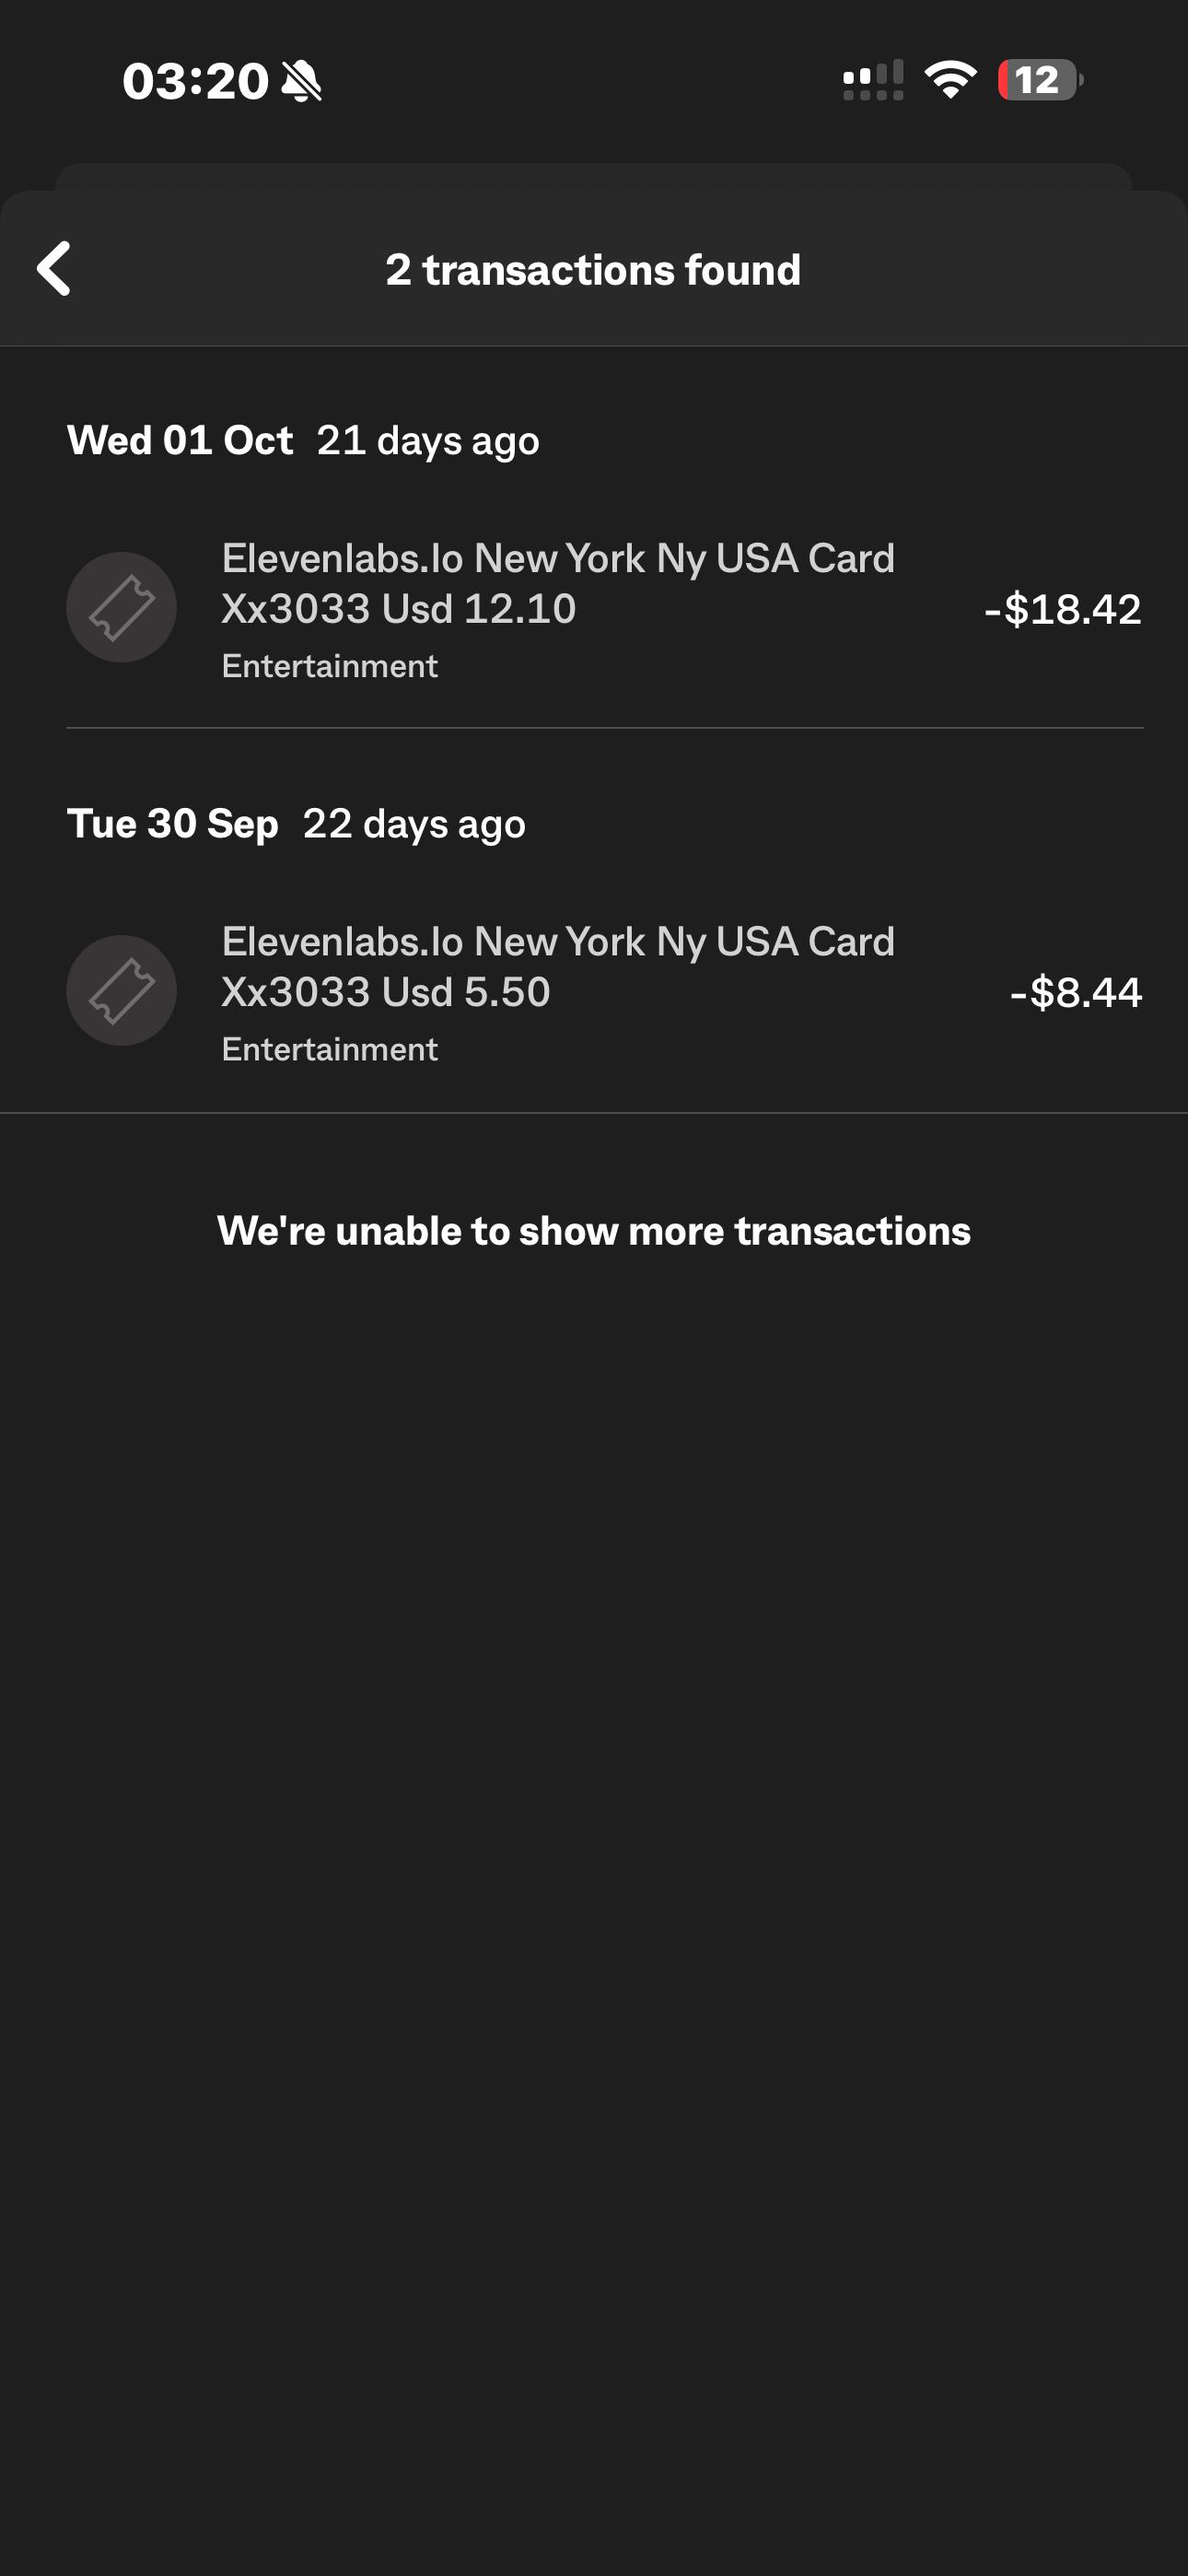 03:20
12
2 transactions found
Wed 01 Oct 21 days ago
Elevenlabs.Io New York Ny USA Card
Xx3033 Usd 12.10
-$18.42
Entertainment
Tue 30 Sep 22 days ago
Elevenlabs.Io New York Ny USA Card
Xx3033 Usd 5.50
-$8.44
Entertainment
We're unable to show more transactions